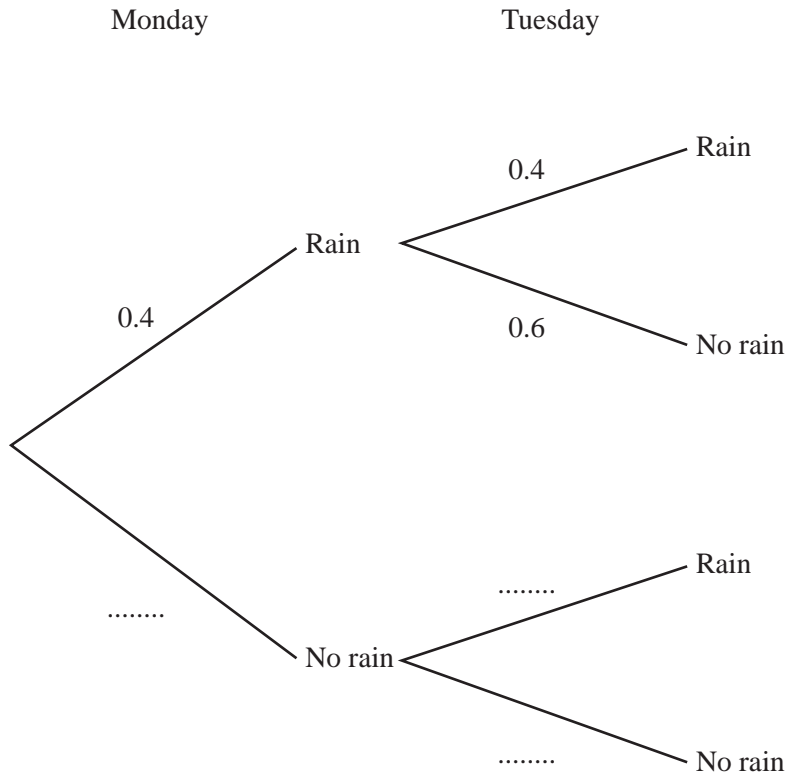 Monday Tuesday
Rain
0.4
Rain
0.4
0.6
No rain
Rain
........
........
No rain
........
No rain